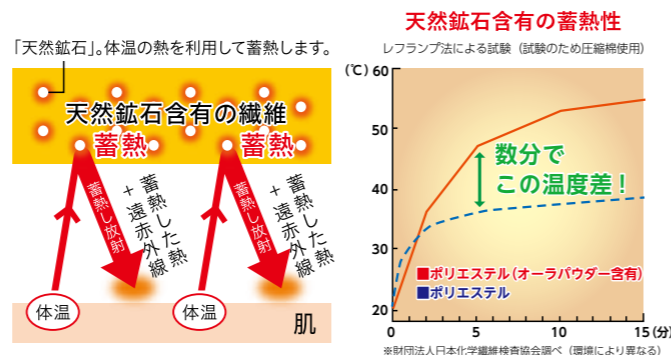 「天然鉱石」。体温の熱を利用して蓄熱します。
天然鉱石含有の繊維
蓄熱
蓄熱
蓄熱し放射
蓄熱した熱
+遠赤外線
蓄熱し放射
蓄熱した熱
+遠赤外線
体温
体温
肌
天然鉱石含有の蓄熱性
レフランプ法による試験（試験のため圧縮棉使用）
(℃)
60
50
40
30
20
数分で
この温度差！
■ポリエステル(オーラパウダー含有)
■ポリエステル
0
5
10
15(分)
※財団法人日本化学繊維検査協会調べ（環境により異なる）